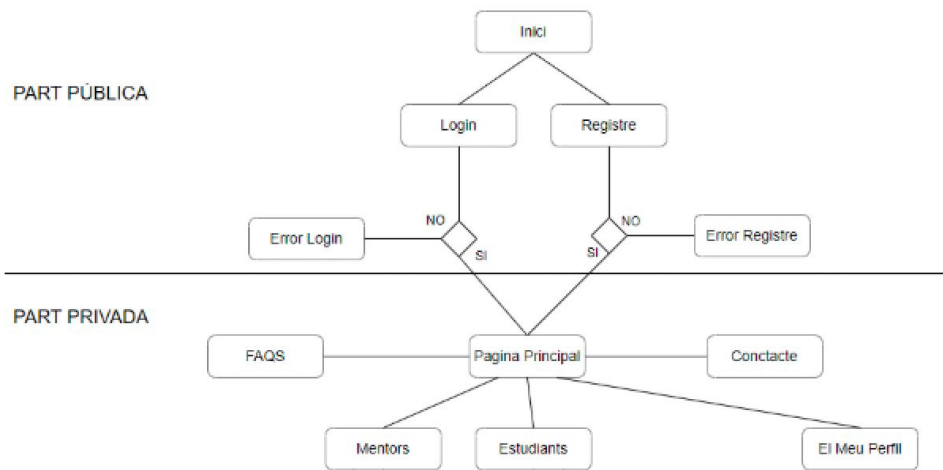 Inici
PART PÚBLICA
Login
Registre
NO
NO
Error Login
Error Registre
SI
SI
PART PRIVADA
FAQS
Pagina Principal
Conctacte
Mentors
Estudiants
El Meu Perfil